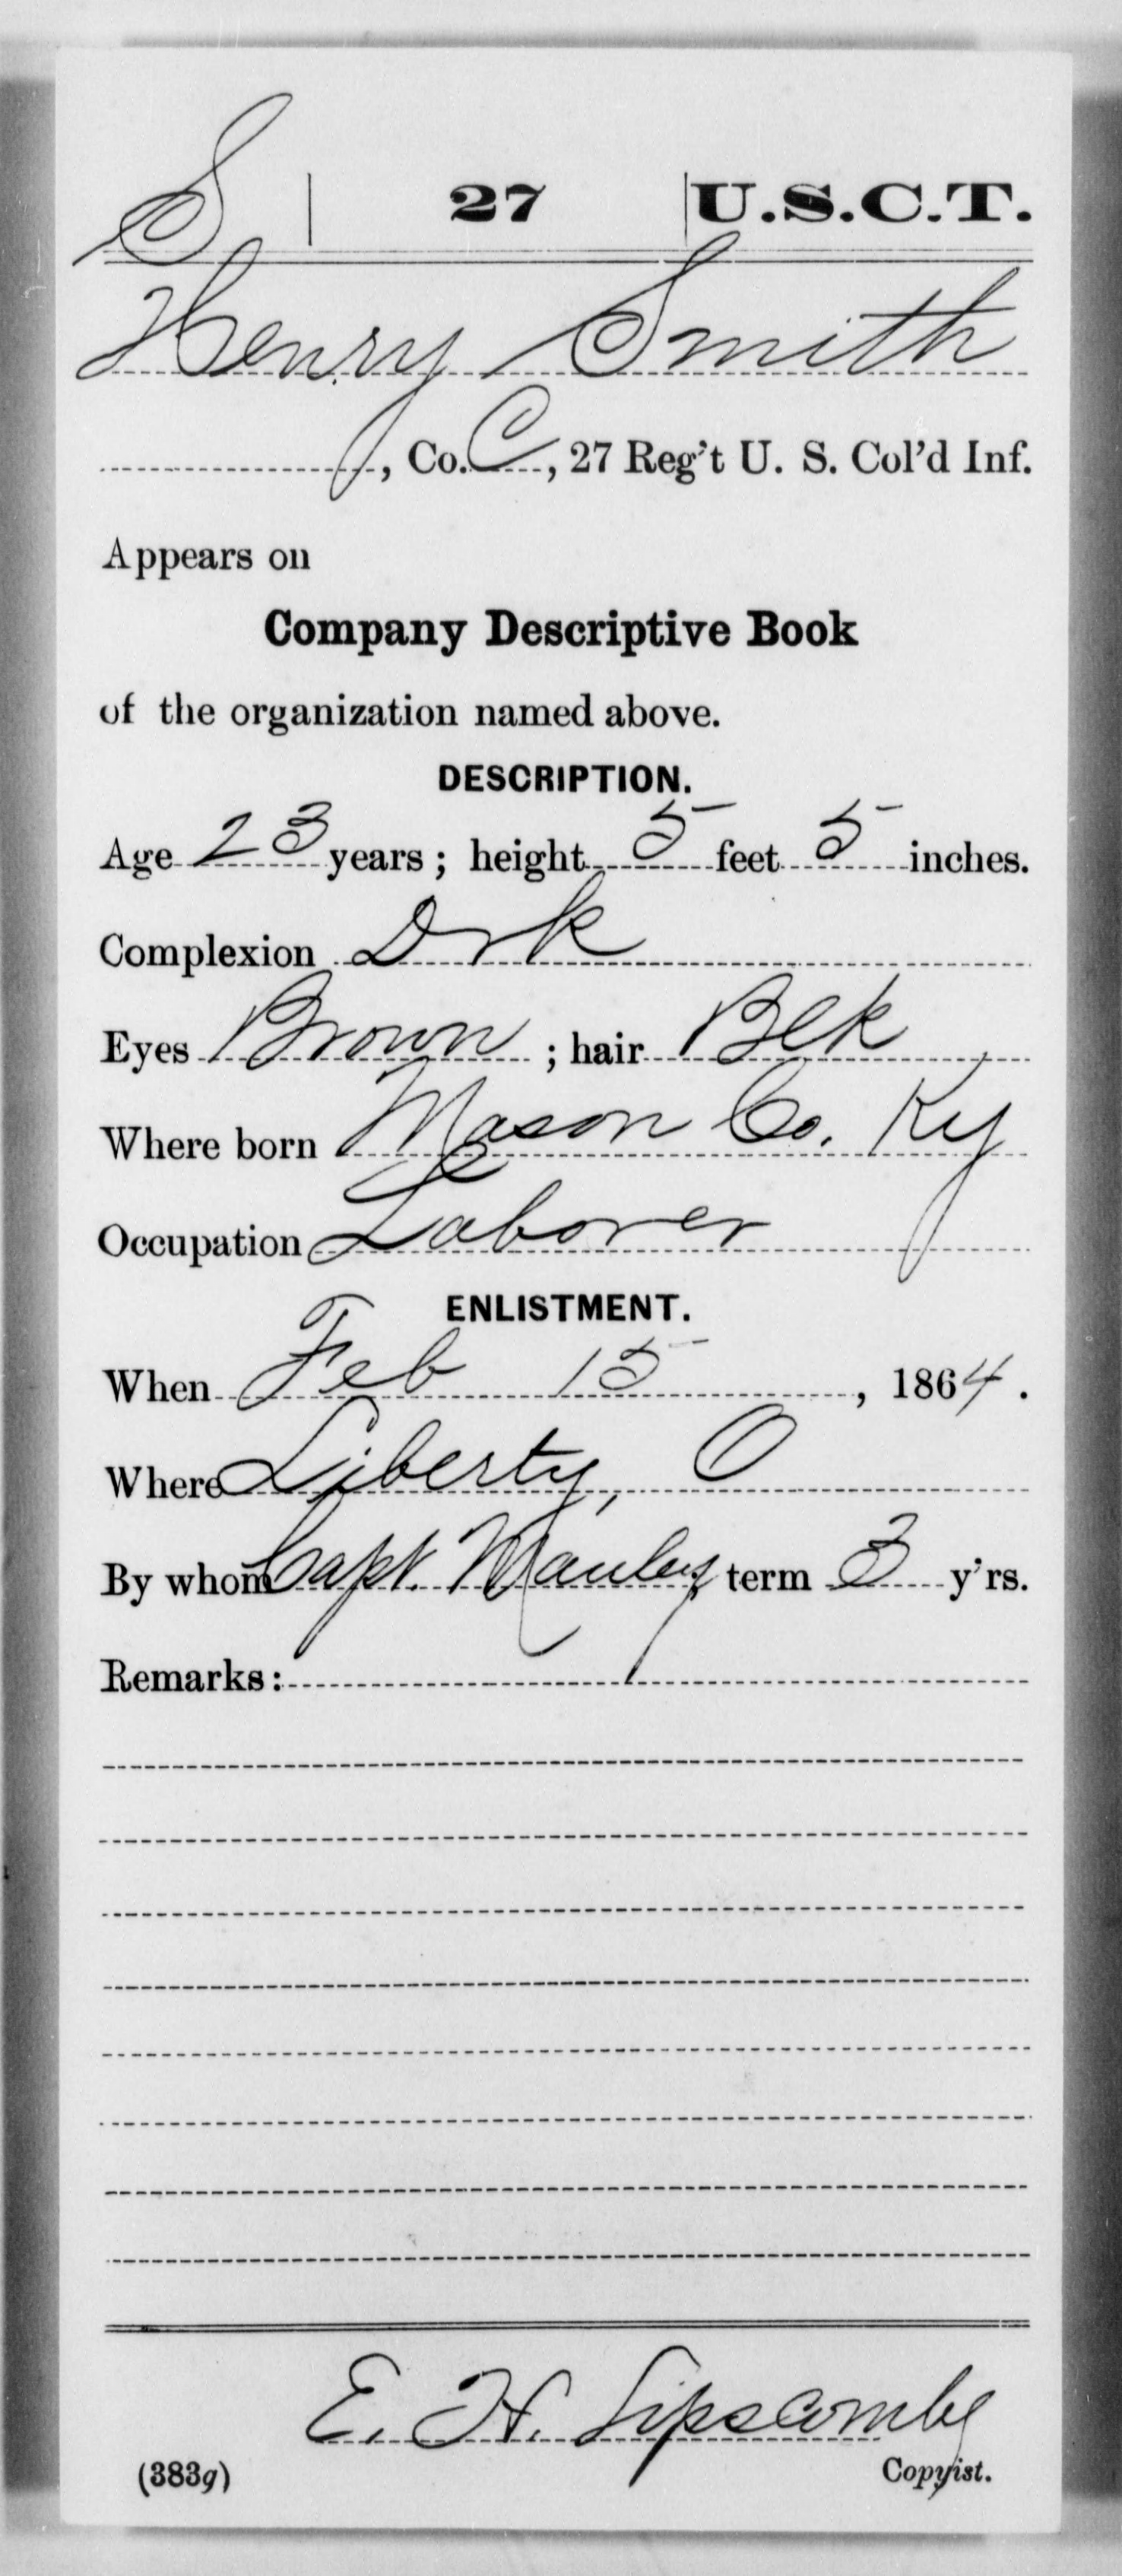 S | 27 | U.S.C.T.
Henry Smith
, Co. C, 27 Reg't U. S. Col'd Inf.
Appears on
Company Descriptive Book
of the organization named above.
DESCRIPTION.
Age 23 years; height 5 feet 5 inches.
Complexion Drk
Eyes Brown; hair Blk
Where born Mason Co. Ky
Occupation Laborer
ENLISTMENT.
When Feb 15, 1864.
Where Liberty, O
By whom Capt. Manley, term 3 y'rs.
Remarks:
E. H. Lipscombe
(383g) Copyist.